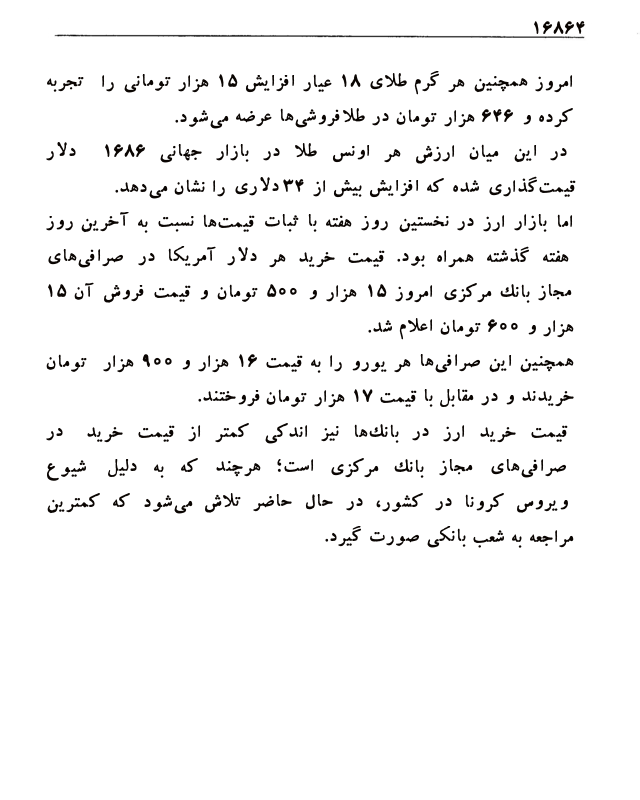 ۱۶۸۶۴
امروز همچنین هر گرم طلای ۱۸ عیار افزایش ۱۵ هزار تومانی را تجربه
کرده و ۶۴۶ هزار تومان در طلافروشی‌ها عرضه می‌شود.
در این میان ارزش هر اونس طلا در بازار جهانی ۱۶۸۶ دلار
قیمت‌گذاری شده که افزایش بیش از ۳۴دلاری را نشان می‌دهد.
اما بازار ارز در نخستین روز هفته با ثبات قیمت‌ها نسبت به آخرین روز
هفته گذشته همراه بود. قیمت خرید هر دلار آمریکا در صرافی‌های
مجاز بانك مرکزی امروز ۱۵ هزار و ۵۰۰ تومان و قیمت فروش آن ۱۵
هزار و ۶۰۰ تومان اعلام شد.
همچنین این صرافی‌ها هر یورو را به قیمت ۱۶ هزار و ۹۰۰ هزار تومان
خریدند و در مقابل با قیمت ۱۷ هزار تومان فروختند.
قیمت خرید ارز در بانك‌ها نیز اندکی کمتر از قیمت خرید در
صرافی‌های مجاز بانك مرکزی است؛ هرچند که به دلیل شیوع
ویروس کرونا در کشور، در حال حاضر تلاش می‌شود که کمترین
مراجعه به شعب بانکی صورت گیرد.